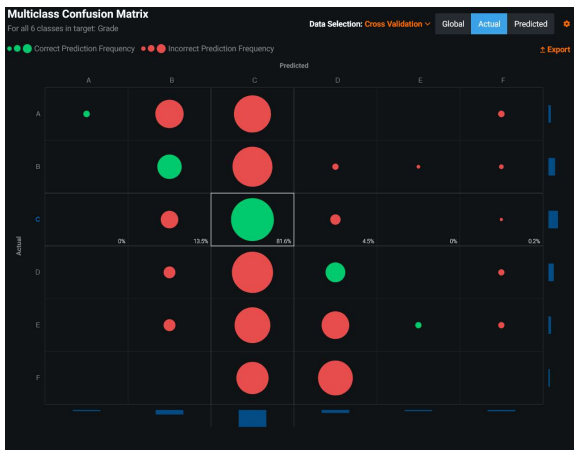 Multiclass Confusion Matrix
For all 6 classes in target: Grade
Data Selection: Cross Validation
Global
Actual
Predicted
Correct Prediction Frequency
Incorrect Prediction Frequency
Export
Predicted
A B C D E F
A
B
C
0% 13.5% 81.6% 4.5% 0% 0.2%
Actual
D
E
F